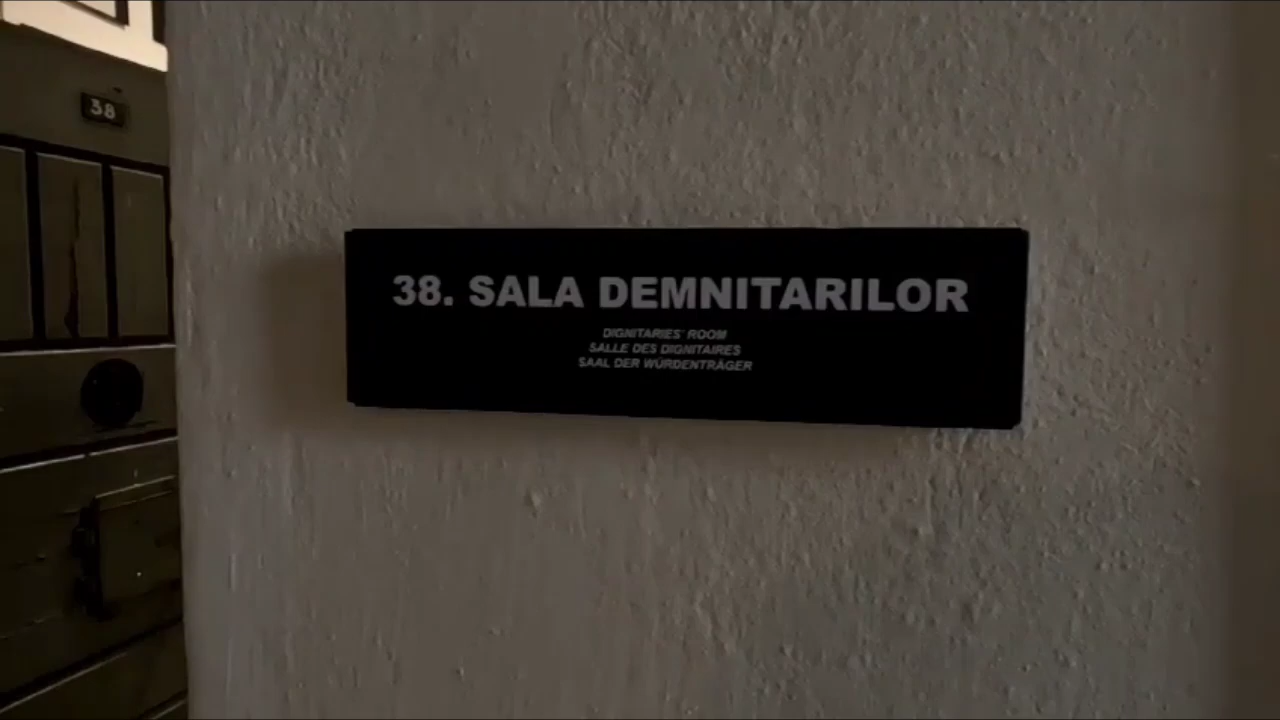 38
38. SALA DEMNITARILOR
DIGNITARIES' ROOM
SALLE DES DIGNITAIRES
SAAL DER WÜRDENTRÄGER